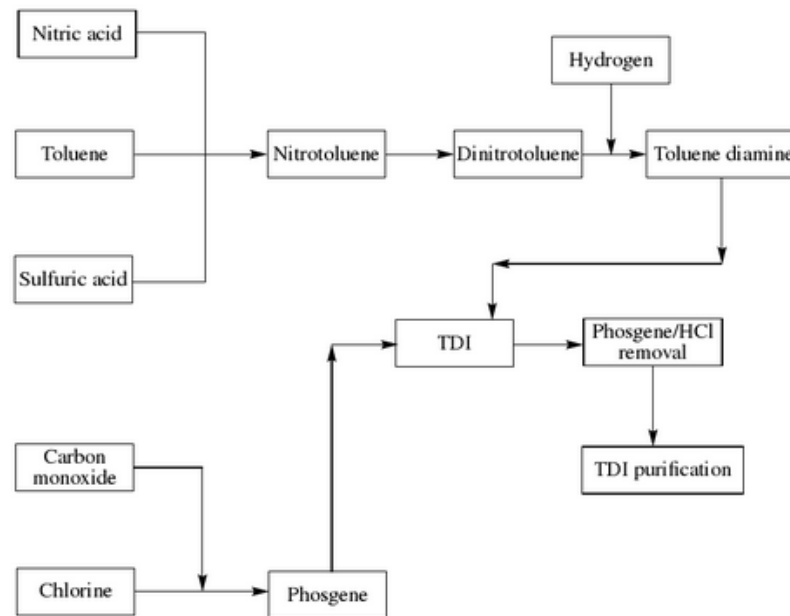 Nitric acid
Hydrogen
Toluene
Nitrotoluene
Dinitrotoluene
Toluene diamine
Sulfuric acid
TDI
Phosgene/HCl
removal
Carbon
monoxide
TDI purification
Chlorine
Phosgene